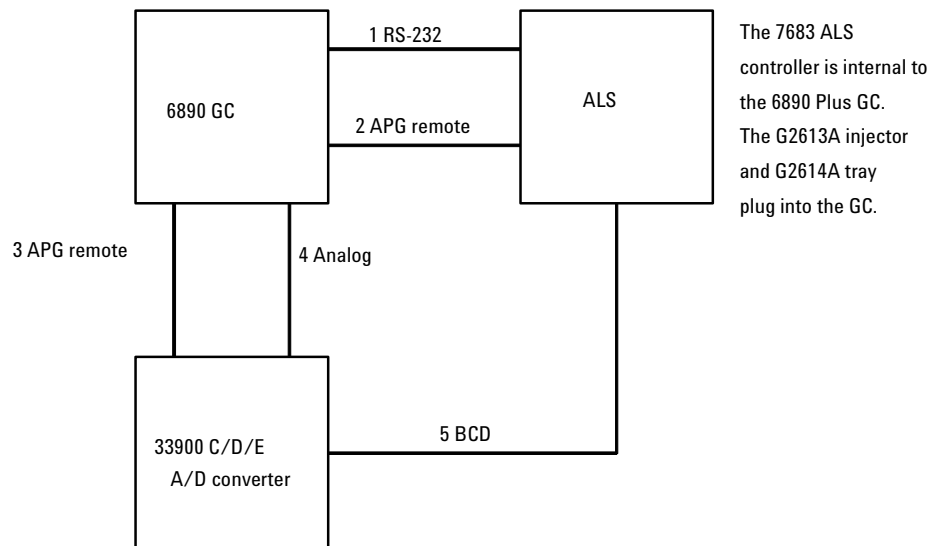 1 RS-232
6890 GC
2 APG remote
ALS
The 7683 ALS
controller is internal to
the 6890 Plus GC.
The G2613A injector
and G2614A tray
plug into the GC.
3 APG remote
4 Analog
33900 C/D/E
A/D converter
5 BCD